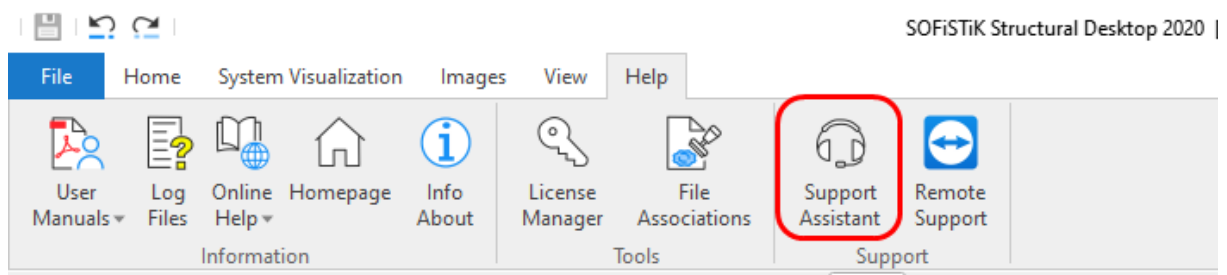 SOFiSTiK Structural Desktop 2020
File Home System Visualization Images View Help
User Manuals
Log Files
Online Help
Homepage
Info About
License Manager
File Associations
Support Assistant
Remote Support
Information Tools Support